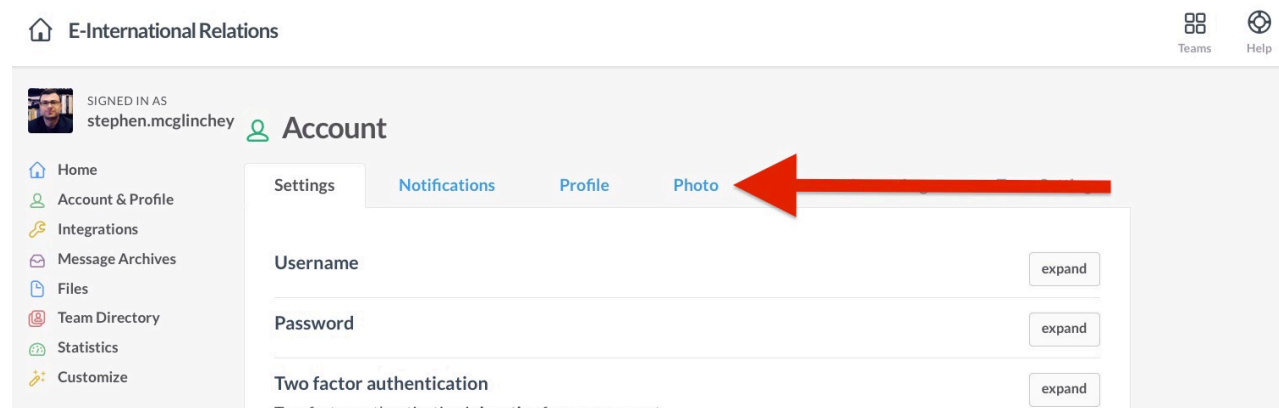 E-International Relations
Teams
Help
SIGNED IN AS
stephen.mcglinchey
Account
Home
Account & Profile
Integrations
Message Archives
Files
Team Directory
Statistics
Customize
Settings Notifications Profile Photo
Username
expand
Password
expand
Two factor authentication
expand